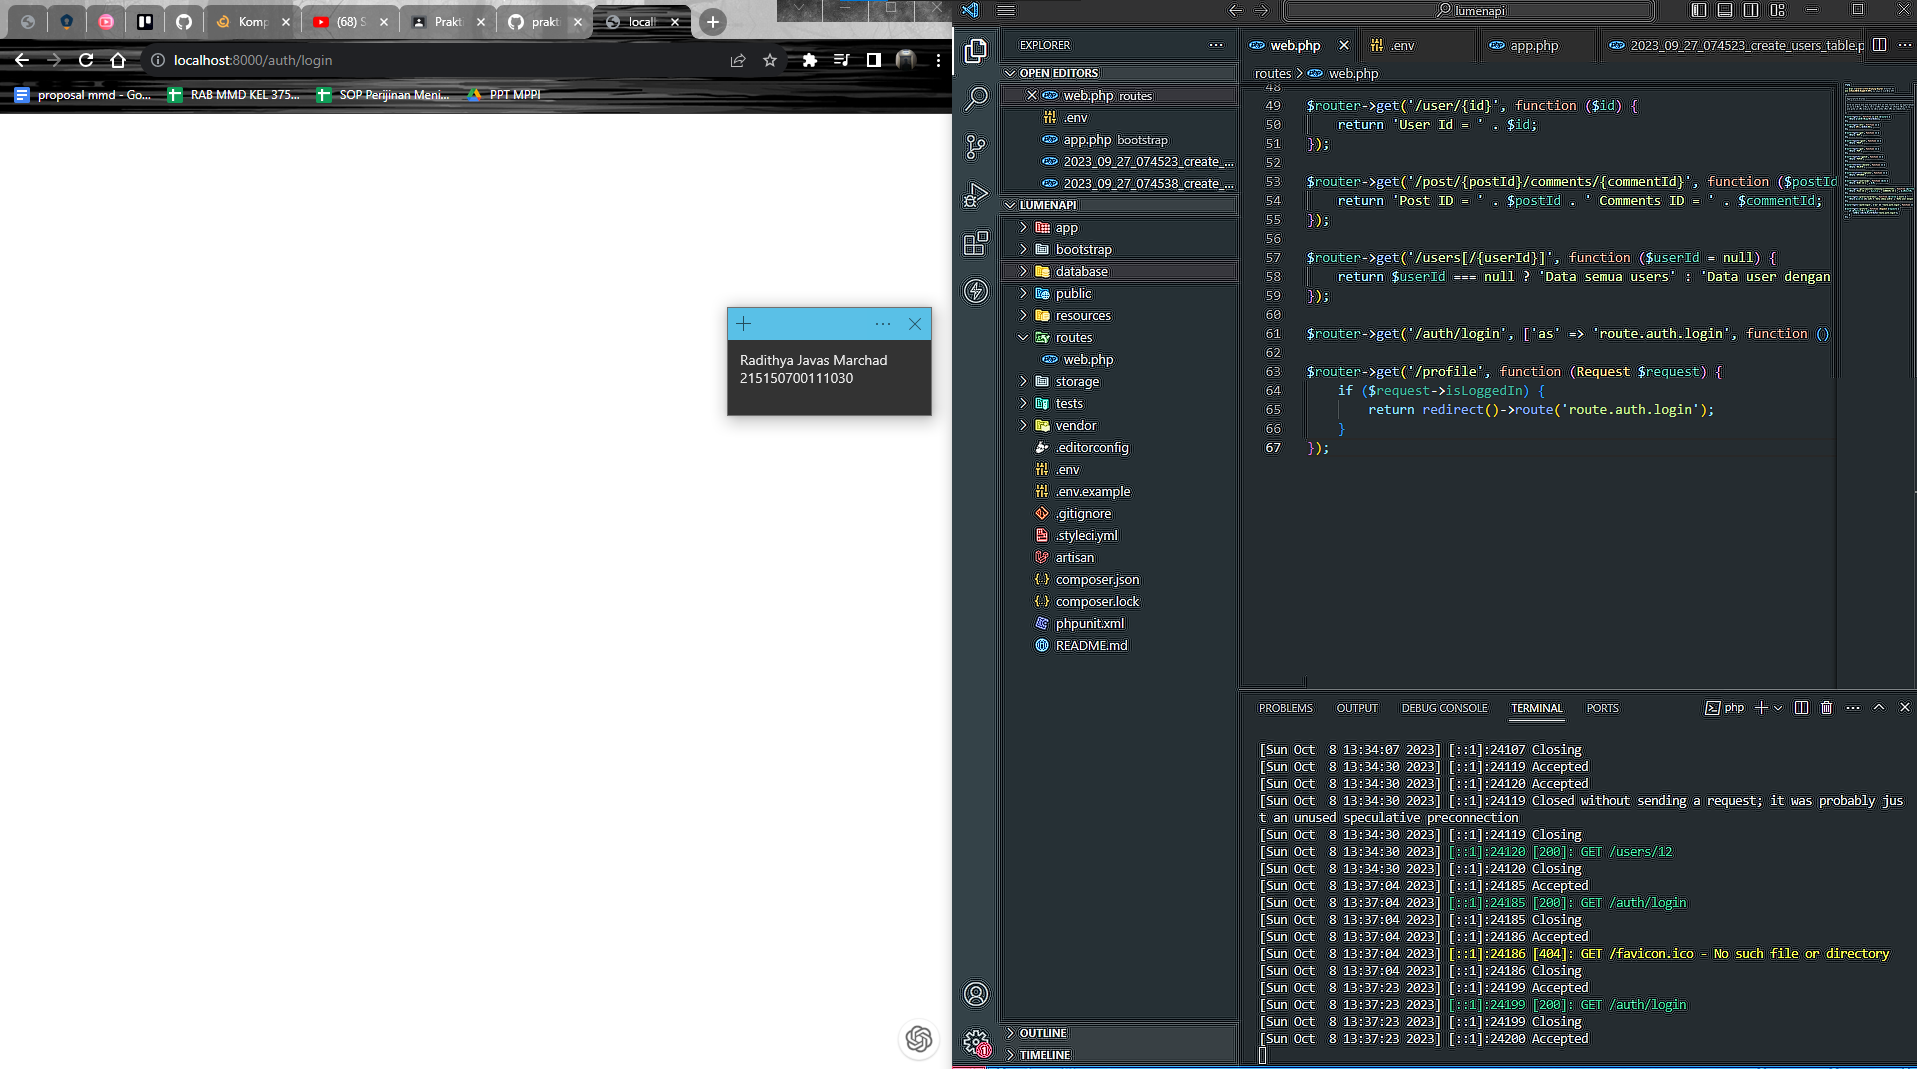 Komp
(68) S
Prakti
prakt
locall
localhost:8000/auth/login
proposal mmd - Go...
RAB MMD KEL 375...
SOP Perijinan Meni...
PPT MPPI
Radithya Javas Marchad
215150700111030
lumenapi
EXPLORER
OPEN EDITORS
web.php routes
.env
app.php bootstrap
2023_09_27_074523_create_...
2023_09_27_074538_create_...
LUMENAPI
app
bootstrap
database
public
resources
routes
web.php
storage
tests
vendor
.editorconfig
.env
.env.example
.gitignore
.styleci.yml
artisan
composer.json
composer.lock
phpunit.xml
README.md
OUTLINE
TIMELINE
web.php
.env
app.php
2023_09_27_074523_create_users_table.p
routes > web.php
48
49 $router->get('/user/{id}', function ($id) {
50 return 'User Id = ' . $id;
51 });
52
53 $router->get('/post/{postId}/comments/{commentId}', function ($postId
54 return 'Post ID = ' . $postId . ' Comments ID = ' . $commentId;
55 });
56
57 $router->get('/users[/{userId}]', function ($userId = null) {
58 return $userId === null ? 'Data semua users' : 'Data user dengan
59 });
60
61 $router->get('/auth/login', ['as' => 'route.auth.login', function ()
62
63 $router->get('/profile', function (Request $request) {
64 if ($request->isLoggedIn) {
65 return redirect()->route('route.auth.login');
66 }
67 });
PROBLEMS OUTPUT DEBUG CONSOLE TERMINAL PORTS
php
[Sun Oct  8 13:34:07 2023] [::1]:24107 Closing
[Sun Oct  8 13:34:30 2023] [::1]:24119 Accepted
[Sun Oct  8 13:34:30 2023] [::1]:24120 Accepted
[Sun Oct  8 13:34:30 2023] [::1]:24119 Closed without sending a request; it was probably jus
t an unused speculative preconnection
[Sun Oct  8 13:34:30 2023] [::1]:24119 Closing
[Sun Oct  8 13:34:30 2023] [::1]:24120 [200]: GET /users/12
[Sun Oct  8 13:34:30 2023] [::1]:24120 Closing
[Sun Oct  8 13:37:04 2023] [::1]:24185 Accepted
[Sun Oct  8 13:37:04 2023] [::1]:24185 [200]: GET /auth/login
[Sun Oct  8 13:37:04 2023] [::1]:24185 Closing
[Sun Oct  8 13:37:04 2023] [::1]:24186 Accepted
[Sun Oct  8 13:37:04 2023] [::1]:24186 [404]: GET /favicon.ico - No such file or directory
[Sun Oct  8 13:37:04 2023] [::1]:24186 Closing
[Sun Oct  8 13:37:23 2023] [::1]:24199 Accepted
[Sun Oct  8 13:37:23 2023] [::1]:24199 [200]: GET /auth/login
[Sun Oct  8 13:37:23 2023] [::1]:24199 Closing
[Sun Oct  8 13:37:23 2023] [::1]:24200 Accepted